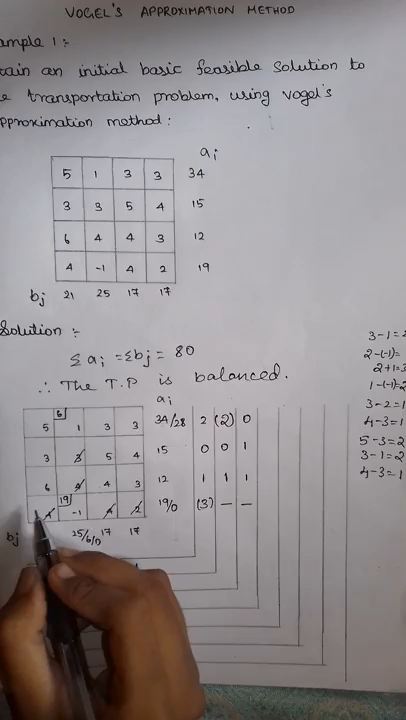 VOGEL'S APPROXIMATION METHOD
ample 1 :-
tain an initial basic feasible solution to
e transportation problem, using Vogel's
pproximation method :
ai
5 1 3 3 34
3 3 5 4 15
6 4 4 3 12
4 -1 4 2 19
bj 21 25 17 17
Solution :-
Σai = Σbj = 80
∴ The T.P is balanced.
ai
6
5 1 3 3 34/28 2 (2) 0
3 3 5 4 15 0 0 1
6 4 4 3 12 1 1 1
19
4 -1 4 2 19/0 (3) – –
bj 25/6/0 17 17
3-1=2
2-(-1)=
2+1=3
1-(-1)=2
3-2=1
4-3=1
5-3=2
3-1=2
4-3=1